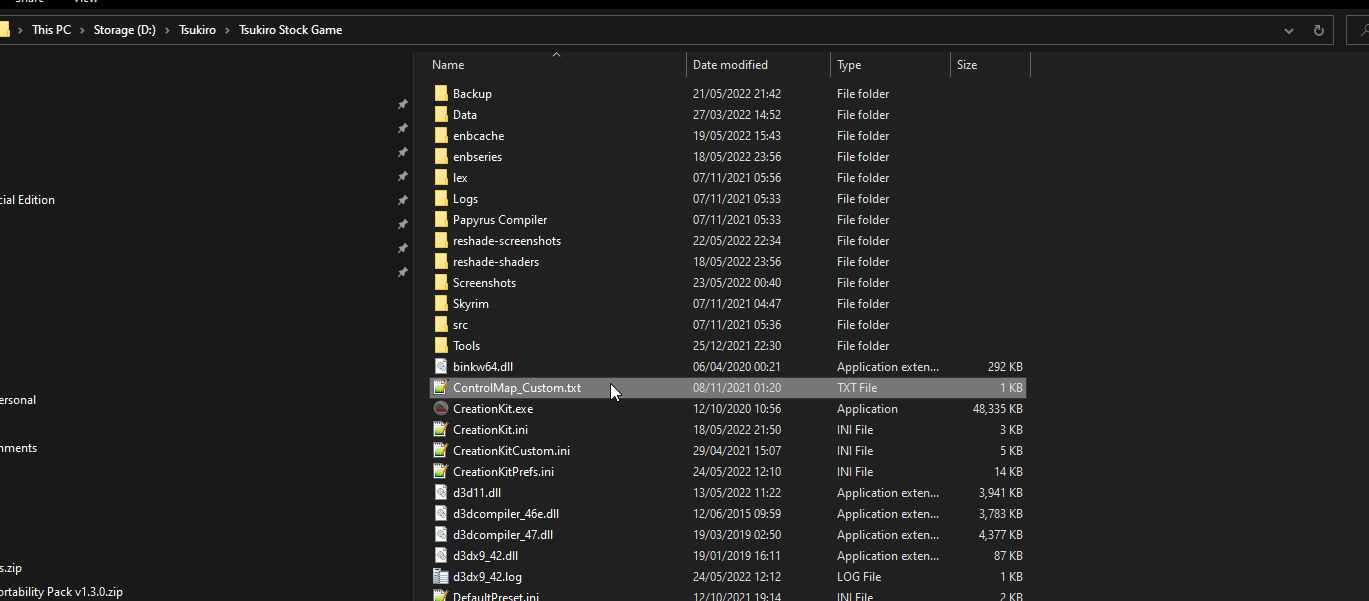 Share View
This PC > Storage (D:) > Tsukiro > Tsukiro Stock Game
Name Date modified Type Size
Backup 21/05/2022 21:42 File folder
Data 27/03/2022 14:52 File folder
enbcache 19/05/2022 15:43 File folder
enbseries 18/05/2022 23:56 File folder
lex 07/11/2021 05:56 File folder
cial Edition
Logs 07/11/2021 05:33 File folder
Papyrus Compiler 07/11/2021 05:33 File folder
reshade-screenshots 22/05/2022 22:34 File folder
reshade-shaders 18/05/2022 23:56 File folder
Screenshots 23/05/2022 00:40 File folder
Skyrim 07/11/2021 04:47 File folder
src 07/11/2021 05:36 File folder
Tools 25/12/2021 22:30 File folder
binkw64.dll 06/04/2020 00:21 Application exten... 292 KB
ControlMap_Custom.txt 08/11/2021 01:20 TXT File 1 KB
ersonal
CreationKit.exe 12/10/2020 10:56 Application 48,335 KB
CreationKit.ini 18/05/2022 21:50 INI File 3 KB
nments
CreationKitCustom.ini 29/04/2021 15:07 INI File 5 KB
CreationKitPrefs.ini 24/05/2022 12:10 INI File 14 KB
d3d11.dll 13/05/2022 11:22 Application exten... 3,941 KB
d3dcompiler_46e.dll 12/06/2015 09:59 Application exten... 3,783 KB
d3dcompiler_47.dll 19/03/2019 02:50 Application exten... 4,377 KB
d3dx9_42.dll 19/01/2019 16:11 Application exten... 87 KB
s.zip
d3dx9_42.log 24/05/2022 12:12 LOG File 1 KB
ortability Pack v1.3.0.zip
DefaultPreset.ini 12/10/2021 19:14 INI File 2 KB